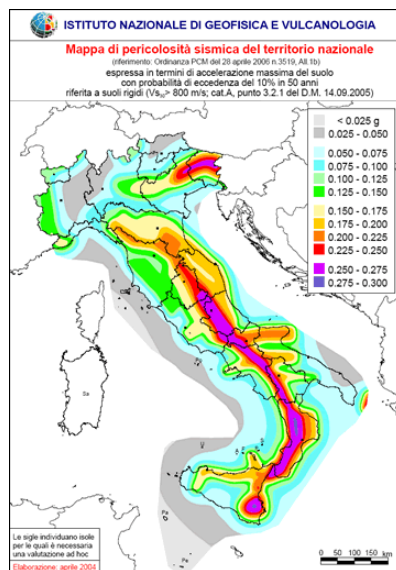 ISTITUTO NAZIONALE DI GEOFISICA E VULCANOLOGIA
Mappa di pericolosità sismica del territorio nazionale
(riferimento: Ordinanza PCM del 28 aprile 2006 n.3519, All.1b)
espressa in termini di accelerazione massima del suolo
con probabilità di eccedenza del 10% in 50 anni
riferita a suoli rigidi (Vs₃₀> 800 m/s; cat.A, punto 3.2.1 del D.M. 14.09.2005)
< 0.025 g
0.025 - 0.050
0.050 - 0.075
0.075 - 0.100
0.100 - 0.125
0.125 - 0.150
0.150 - 0.175
0.175 - 0.200
0.200 - 0.225
0.225 - 0.250
0.250 - 0.275
0.275 - 0.300
Sa
U
Pa
Pe
Le sigle individuano isole
per le quali è necessaria
una valutazione ad hoc
Elaborazione: aprile 2004
0 50 100 150 km